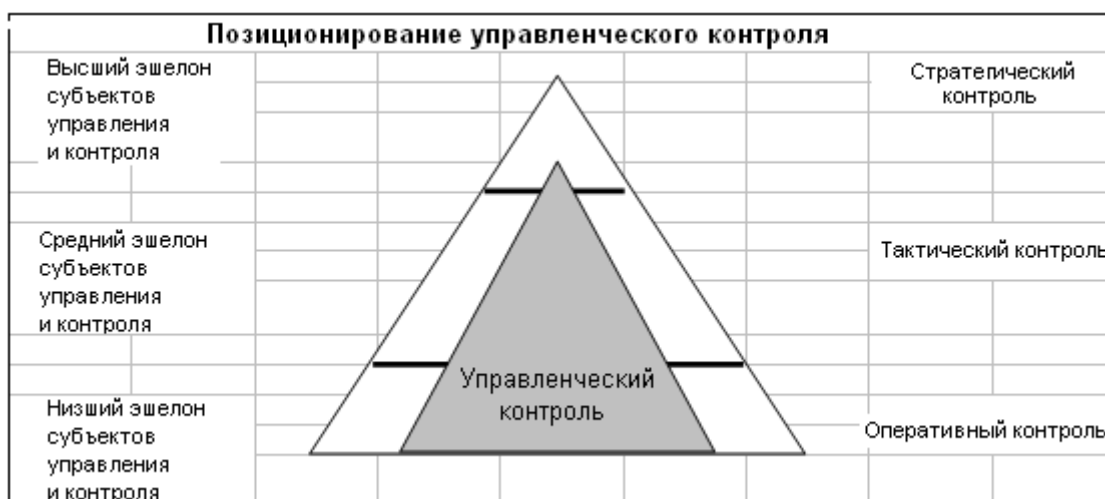 Позиционирование управленческого контроля
Высший эшелон
субъектов
управления
и контроля
Стратегический
контроль
Средний эшелон
субъектов
управления
и контроля
Тактический контроль
Управленческий
контроль
Низший эшелон
субъектов
управления
и контроля
Оперативный контроль